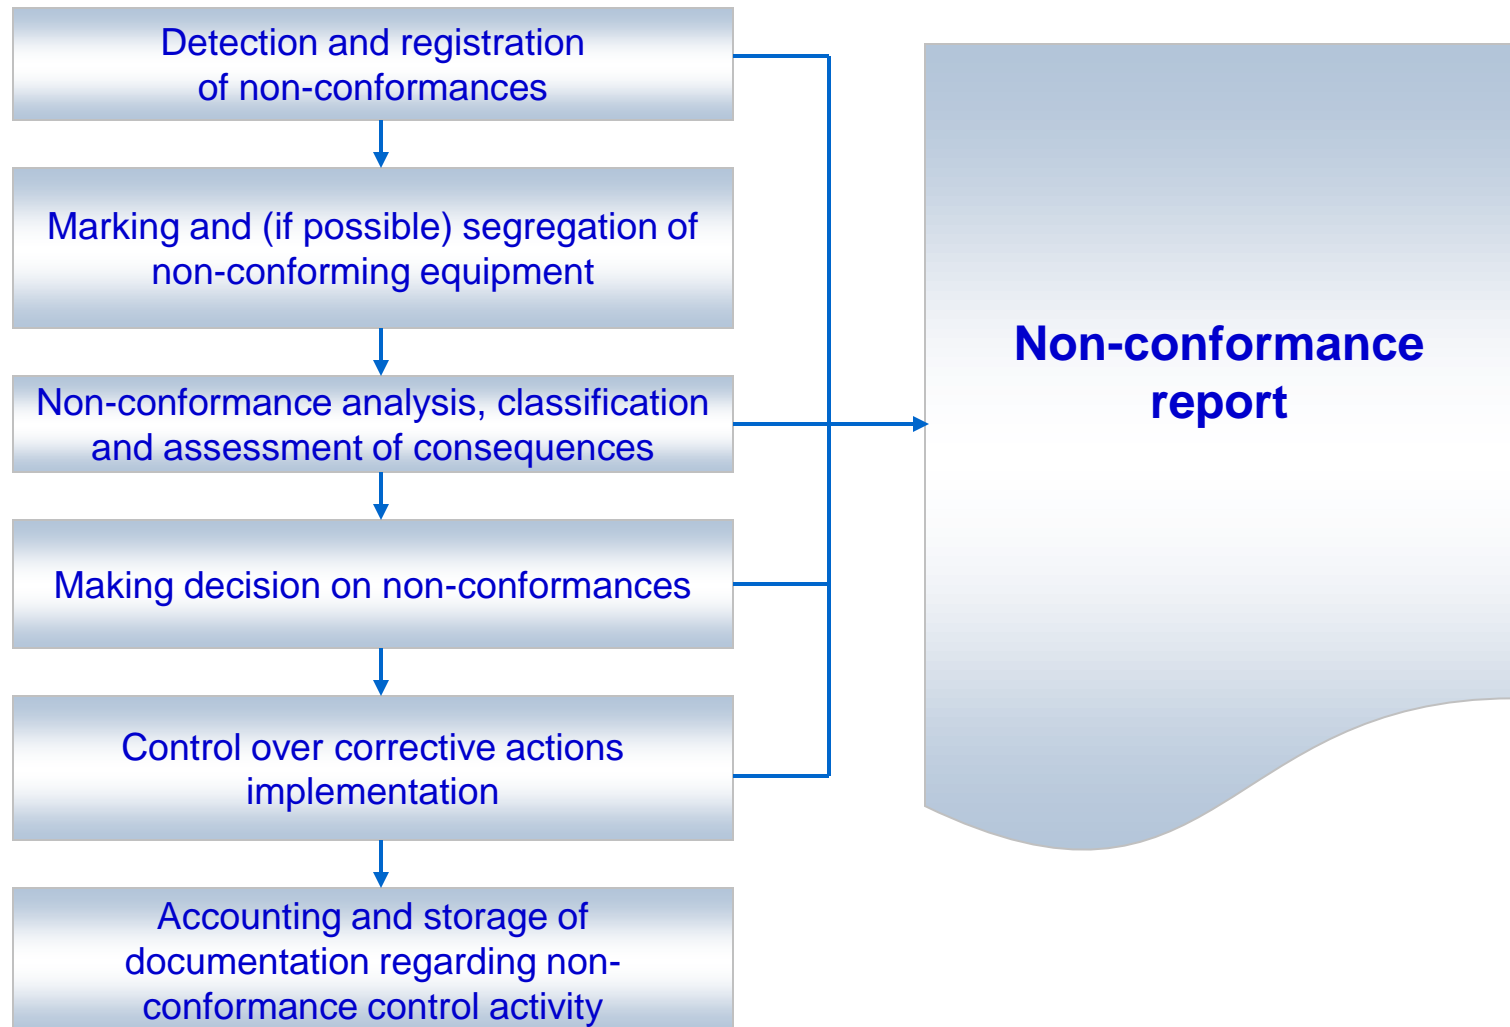 Detection and registration
of non-conformances
Marking and (if possible) segregation of
non-conforming equipment
Non-conformance analysis, classification
and assessment of consequences
Making decision on non-conformances
Control over corrective actions
implementation
Accounting and storage of
documentation regarding non-
conformance control activity
Non-conformance
report